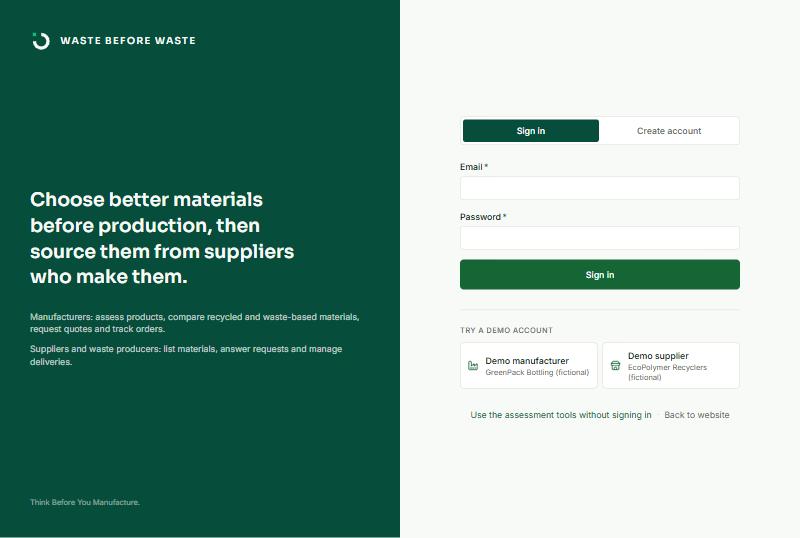 WASTE BEFORE WASTE
Choose better materials
before production, then
source them from suppliers
who make them.
Manufacturers: assess products, compare recycled and waste-based materials,
request quotes and track orders.
Suppliers and waste producers: list materials, answer requests and manage
deliveries.
Think Before You Manufacture.
Sign in
Create account
Email *
Password *
Sign in
TRY A DEMO ACCOUNT
Demo manufacturer
GreenPack Bottling (fictional)
Demo supplier
EcoPolymer Recyclers
(fictional)
Use the assessment tools without signing in · Back to website